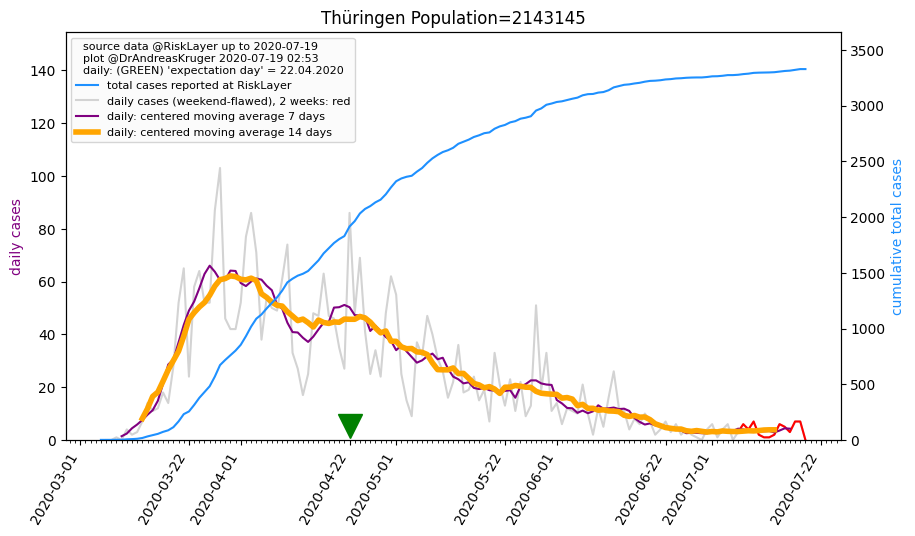 Thüringen Population=2143145
source data @RiskLayer up to 2020-07-19
plot @DrAndreasKruger 2020-07-19 02:53
daily: (GREEN) 'expectation day' = 22.04.2020
total cases reported at RiskLayer
daily cases (weekend-flawed), 2 weeks: red
daily: centered moving average 7 days
daily: centered moving average 14 days
daily cases
140
120
100
80
60
40
20
0
3500
3000
2500
2000
1500
1000
500
0
cumulative total cases
2020-03-01
2020-03-22
2020-04-01
2020-04-22
2020-05-01
2020-05-22
2020-06-01
2020-06-22
2020-07-01
2020-07-22